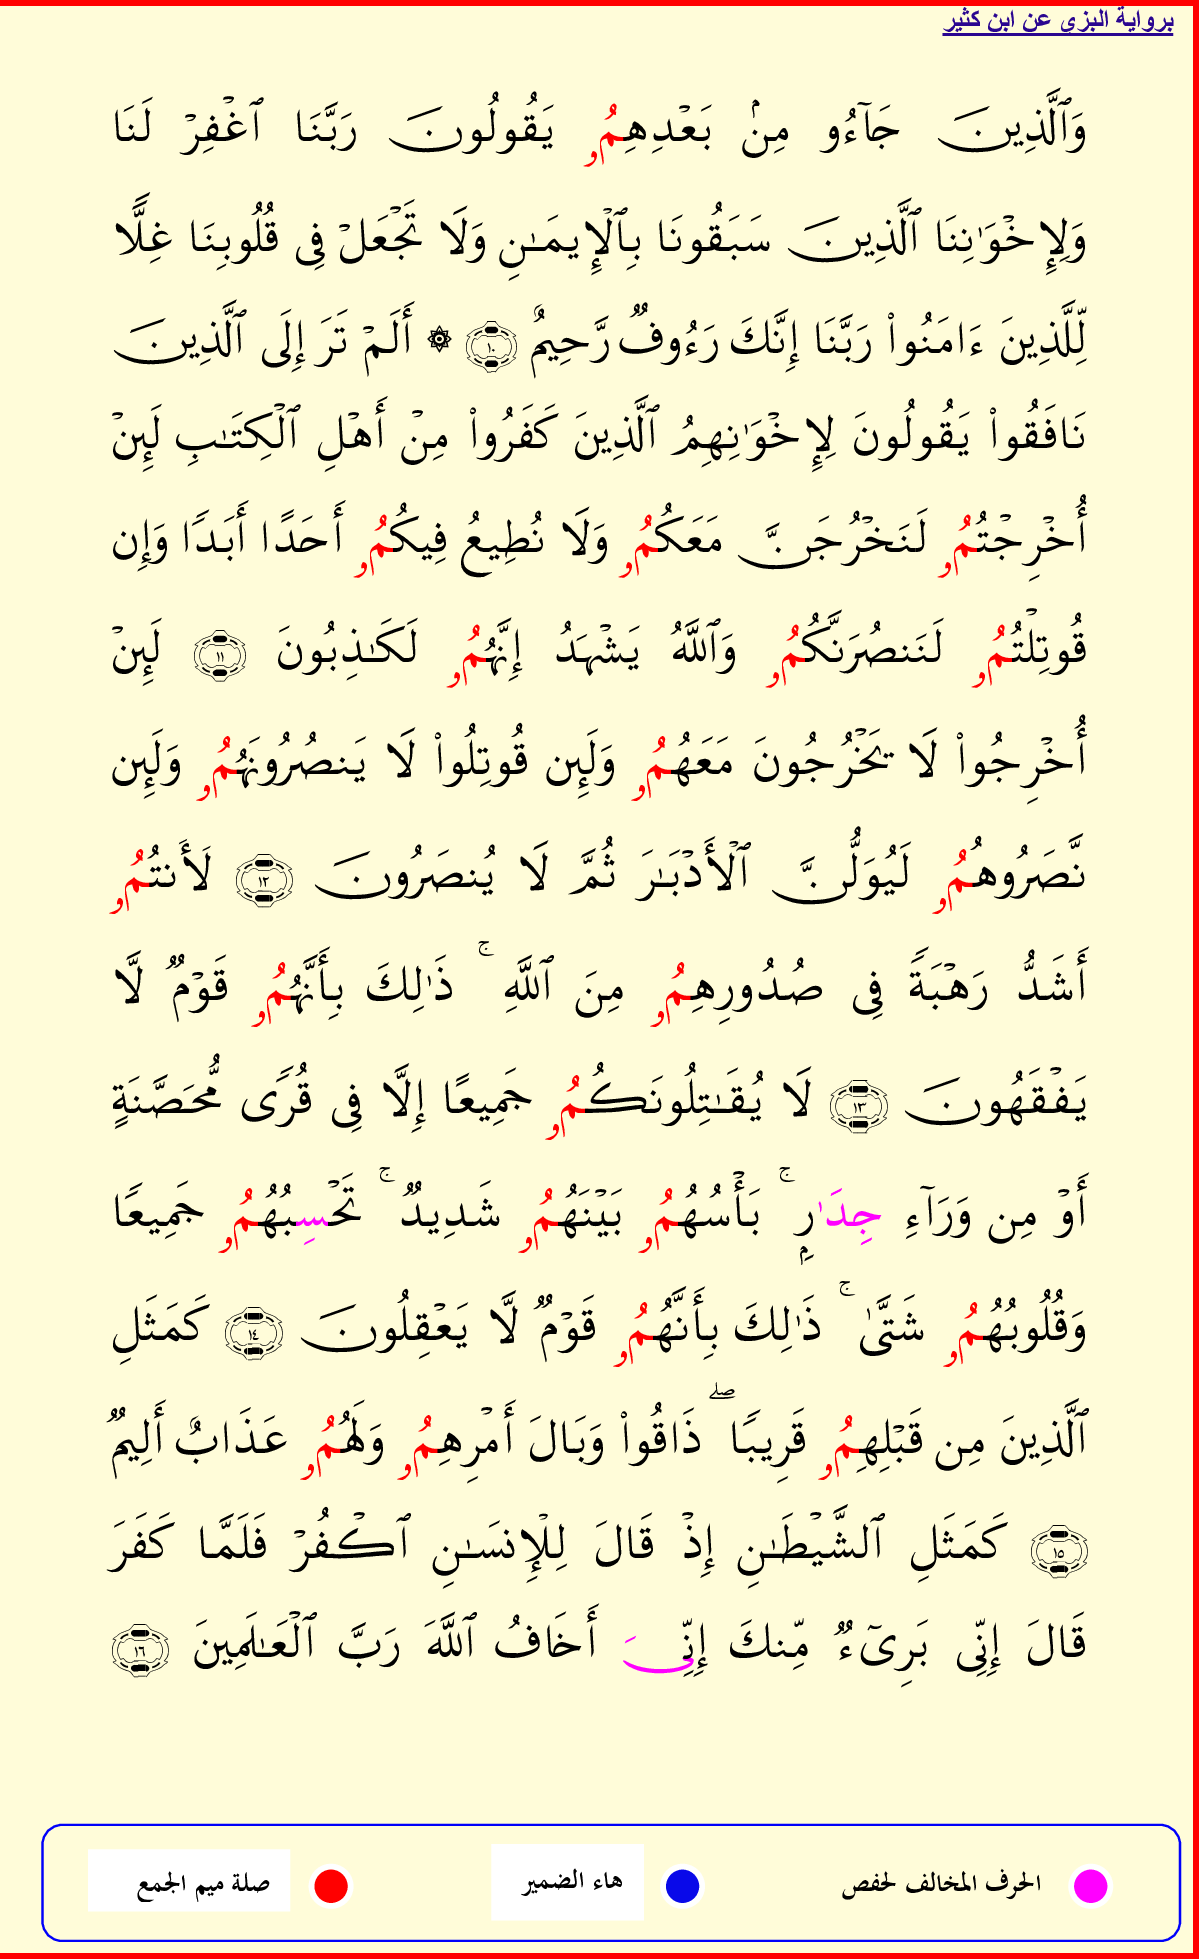 برواية البزي عن ابن كثير
وَٱلَّذِينَ جَآءُو مِنۢ بَعۡدِهِمُۥ يَقُولُونَ رَبَّنَا ٱغۡفِرۡ لَنَا
وَلِإِخۡوَٰنِنَا ٱلَّذِينَ سَبَقُونَا بِٱلۡإِيمَـٰنِ وَلَا تَجۡعَلۡ فِى قُلُوبِنَا غِلࣰّا
لِّلَّذِينَ ءَامَنُوا۟ رَبَّنَا إِنَّكَ رَءُوفࣱ رَّحِيمٌ ١٠ ۞ أَلَمۡ تَرَ إِلَى ٱلَّذِينَ
نَافَقُوا۟ يَقُولُونَ لِإِخۡوَٰنِهِمُ ٱلَّذِينَ كَفَرُوا۟ مِنۡ أَهۡلِ ٱلۡكِتَـٰبِ لَئِنۡ
أُخۡرِجۡتُمُۥ لَنَخۡرُجَنَّ مَعَكُمُۥ وَلَا نُطِيعُ فِيكُمُۥ أَحَدًا أَبَدࣰا وَإِن
قُوتِلۡتُمُۥ لَنَنصُرَنَّكُمُۥ وَٱللَّهُ يَشۡهَدُ إِنَّهُمُۥ لَكَـٰذِبُونَ ١١ لَئِنۡ
أُخۡرِجُوا۟ لَا يَخۡرُجُونَ مَعَهُمُۥ وَلَئِن قُوتِلُوا۟ لَا يَنصُرُونَهُمُۥ وَلَئِن
نَّصَرُوهُمُۥ لَيُوَلُّنَّ ٱلۡأَدۡبَـٰرَ ثُمَّ لَا يُنصَرُونَ ١٢ لَأَنتُمُۥ
أَشَدُّ رَهۡبَةࣰ فِى صُدُورِهِمُۥ مِنَ ٱللَّهِ ۚ ذَٰلِكَ بِأَنَّهُمُۥ قَوۡمࣱ لَّا
يَفۡقَهُونَ ١٣ لَا يُقَـٰتِلُونَكُمُۥ جَمِيعًا إِلَّا فِى قُرࣰى مُّحَصَّنَةٍ
أَوۡ مِن وَرَآءِ جِدَٰرِۭ ۚ بَأۡسُهُمُۥ بَيۡنَهُمُۥ شَدِيدࣱ ۚ تَحۡسِبُهُمُۥ جَمِيعࣰا
وَقُلُوبُهُمُۥ شَتَّىٰ ۚ ذَٰلِكَ بِأَنَّهُمُۥ قَوۡمࣱ لَّا يَعۡقِلُونَ ١٤ كَمَثَلِ
ٱلَّذِينَ مِن قَبۡلِهِمُۥ قَرِيبࣰا ۖ ذَاقُوا۟ وَبَالَ أَمۡرِهِمُۥ وَلَهُمُۥ عَذَابٌ أَلِيمࣱ
١٥ كَمَثَلِ ٱلشَّيۡطَـٰنِ إِذۡ قَالَ لِلۡإِنسَـٰنِ ٱكۡفُرۡ فَلَمَّا كَفَرَ
قَالَ إِنِّى بَرِىٓءࣱ مِّنكَ إِنِّىَ أَخَافُ ٱللَّهَ رَبَّ ٱلۡعَـٰلَمِينَ ١٦
الحرف المخالف لحفص هاء الضمير صلة ميم الجمع